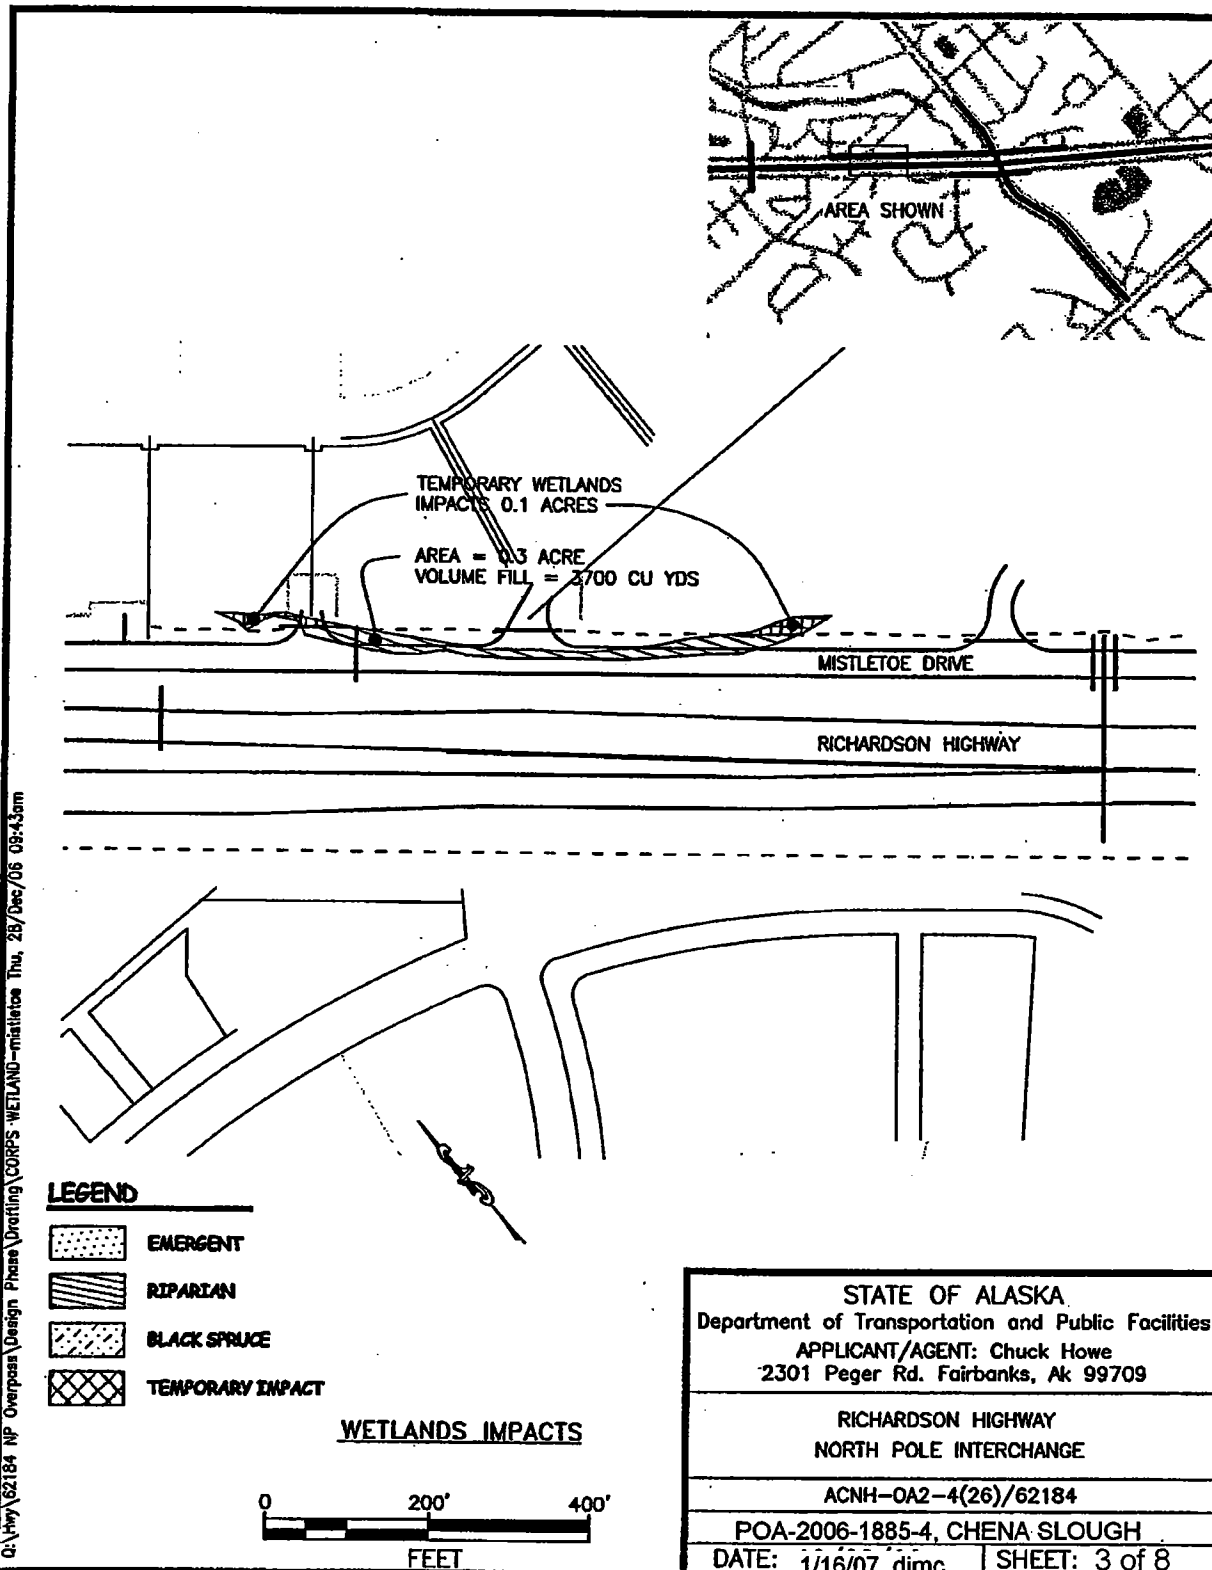 AREA SHOWN
TEMPORARY WETLANDS
IMPACTS 0.1 ACRES
AREA = 0.3 ACRE
VOLUME FILL = 3700 CU YDS
MISTLETOE DRIVE
RICHARDSON HIGHWAY
Q:\Hwy\62184 NP Overpass\Design Phase\Drafting\CORPS-WETLAND-mistletoe Thu, 28/Dec/06 09:43am
LEGEND
EMERGENT
RIPARIAN
BLACK SPRUCE
TEMPORARY IMPACT
WETLANDS IMPACTS
0 200' 400'
FEET
STATE OF ALASKA
Department of Transportation and Public Facilities
APPLICANT/AGENT: Chuck Howe
2301 Peger Rd. Fairbanks, Ak 99709
RICHARDSON HIGHWAY
NORTH POLE INTERCHANGE
ACNH-0A2-4(26)/62184
POA-2006-1885-4, CHENA SLOUGH
DATE: 1/16/07 djmc SHEET: 3 of 8